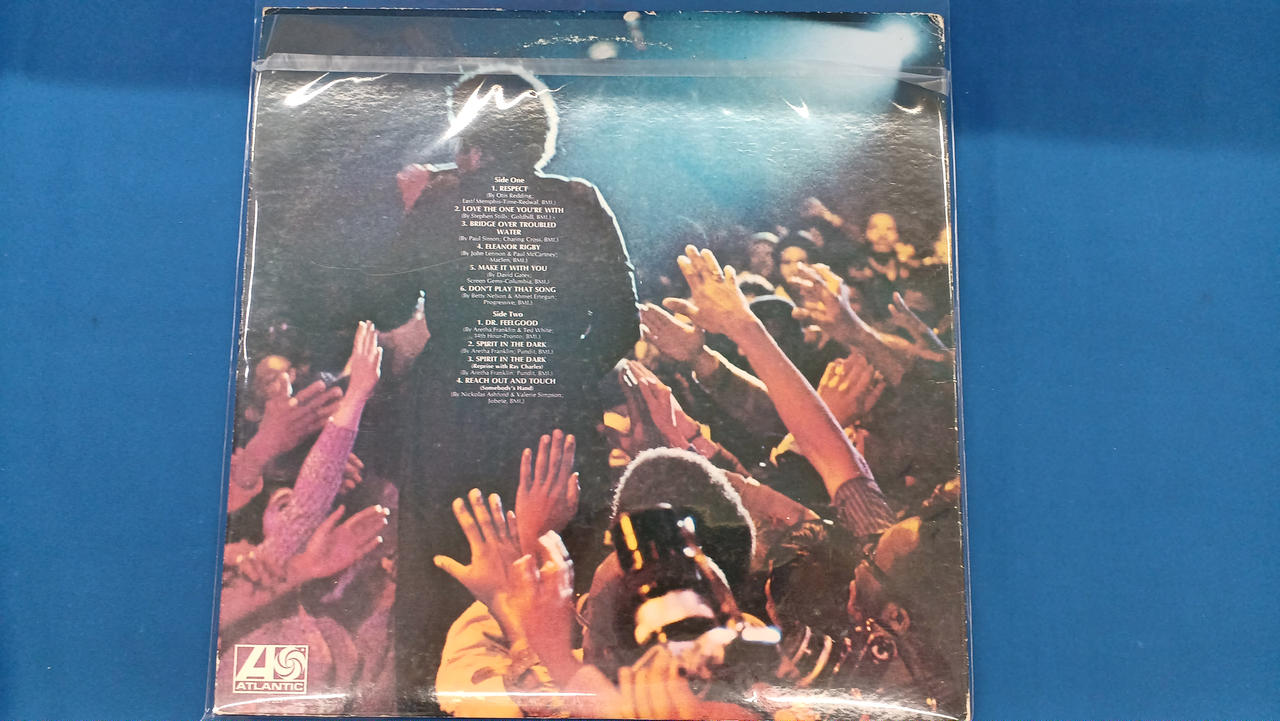 Side One
1. RESPECT
(By Otis Redding;
East/Memphis-Time-Redwal, BMI.)
2. LOVE THE ONE YOU'RE WITH
(By Stephen Stills; Goldhill, BMI.)
3. BRIDGE OVER TROUBLED
WATER
(By Paul Simon; Charing Cross, BMI.)
4. ELEANOR RIGBY
(By John Lennon & Paul McCartney;
Maclen, BMI.)
5. MAKE IT WITH YOU
(By David Gates;
Screen Gems-Columbia, BMI.)
6. DON'T PLAY THAT SONG
(By Betty Nelson & Ahmet Ertegun;
Progressive, BMI.)
Side Two
1. DR. FEELGOOD
(By Aretha Franklin & Ted White;
14th Hour-Pronto, BMI.)
2. SPIRIT IN THE DARK
(By Aretha Franklin; Pundit, BMI.)
3. SPIRIT IN THE DARK
(Reprise with Ray Charles)
(By Aretha Franklin; Pundit, BMI.)
4. REACH OUT AND TOUCH
(Somebody's Hand)
(By Nickolas Ashford & Valerie Simpson;
Jobete, BMI.)
ATLANTIC